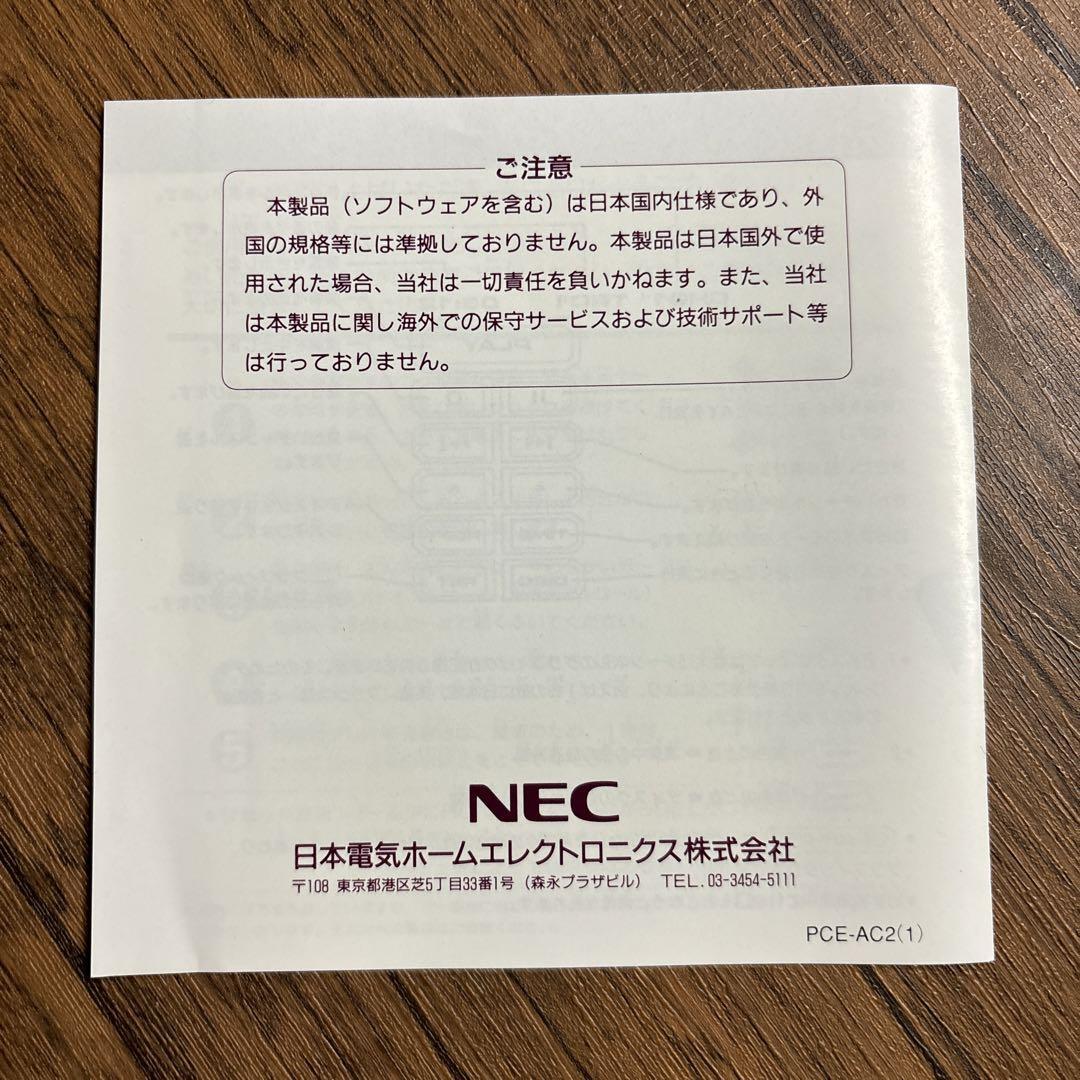 ご注意
本製品（ソフトウェアを含む）は日本国内仕様であり、外
国の規格等には準拠しておりません。本製品は日本国外で使
用された場合、当社は一切責任を負いかねます。また、当社
は本製品に関し海外での保守サービスおよび技術サポート等
は行っておりません。
NEC
日本電気ホームエレクトロニクス株式会社
〒108 東京都港区芝5丁目33番1号（森永プラザビル） TEL. 03-3454-5111
PCE-AC2(1)